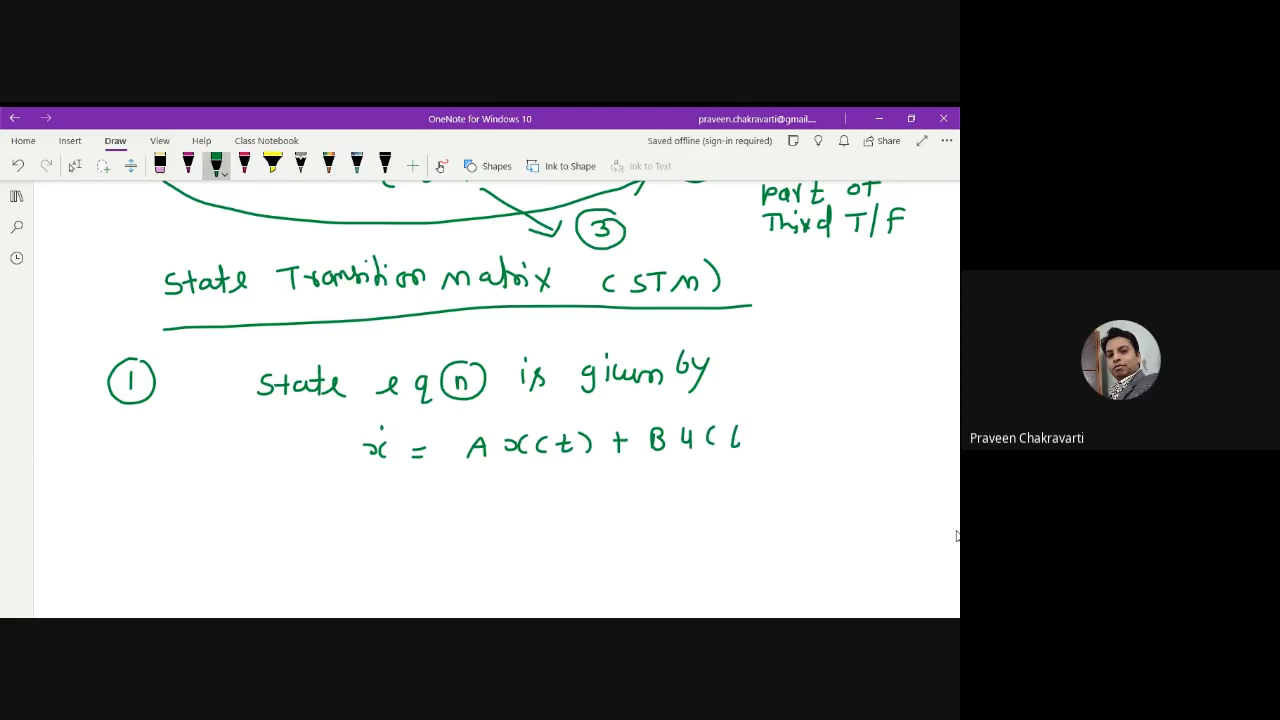 OneNote for Windows 10
praveen.chakravarti@gmail....
Home Insert Draw View Help Class Notebook
Saved offline (sign-in required)
Share
Shapes
Ink to Shape
Ink to Text
part of
Third T/F
3
State Transition matrix (STM)
1 State eqn is given by
ẋ = A x(t) + B u(t
Praveen Chakravarti